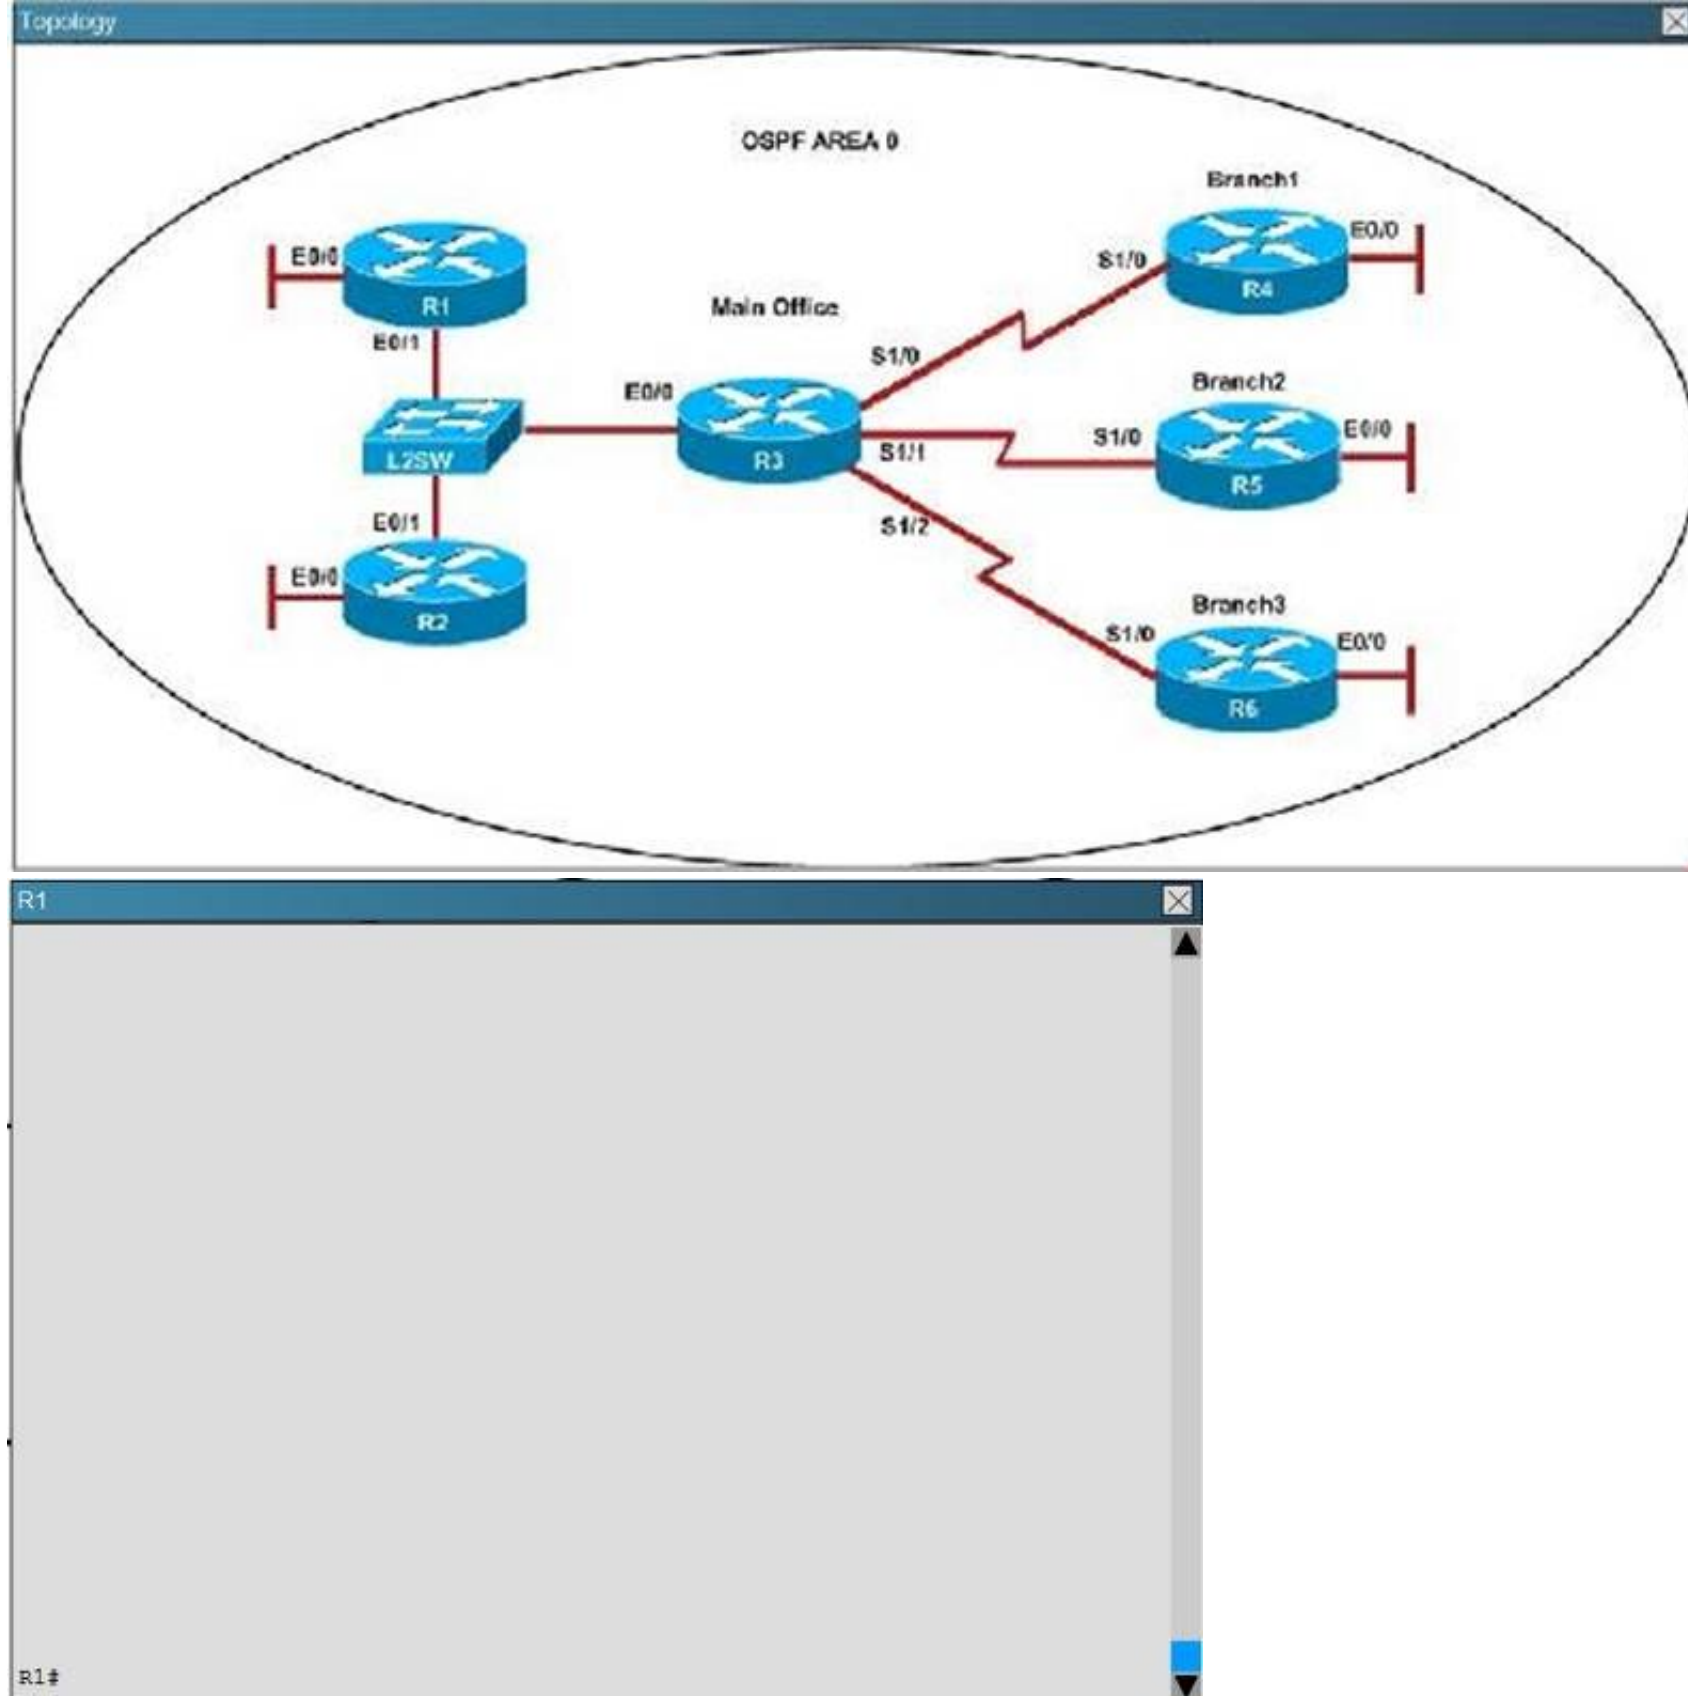 Topology
OSPF AREA 0
Branch1
E0/0
E0/0
S1/0
R4
R1
Main Office
E0/1
S1/0
Branch2
E0/0
E0/0
S1/0
L2SW
R3
S1/1
R5
E0/1
S1/2
E0/0
Branch3
R2
S1/0
E0/0
R6
R1
R1#